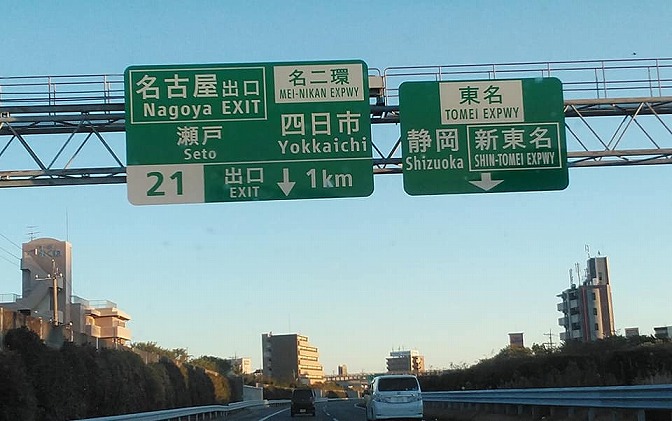 名古屋出口
Nagoya EXIT
瀬戸
Seto
名二環
MEI-NIKAN EXPWY
四日市
Yokkaichi
21 出口
EXIT
1km
東名
TOMEI EXPWY
静岡
Shizuoka
新東名
SHIN-TOMEI EXPWY